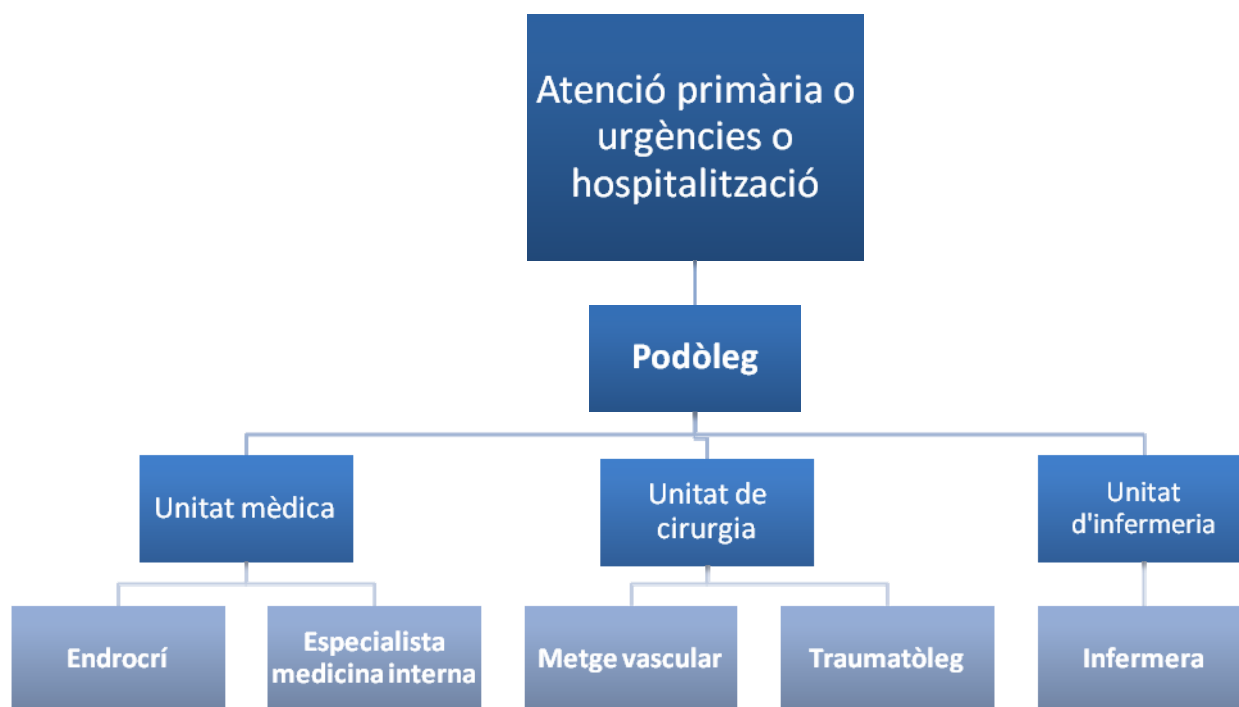 Atenció primària o
urgències o
hospitalització
Podòleg
Unitat mèdica
Unitat de
cirurgia
Unitat
d'infermeria
Endrocrí
Especialista
medicina interna
Metge vascular
Traumatòleg
Infermera